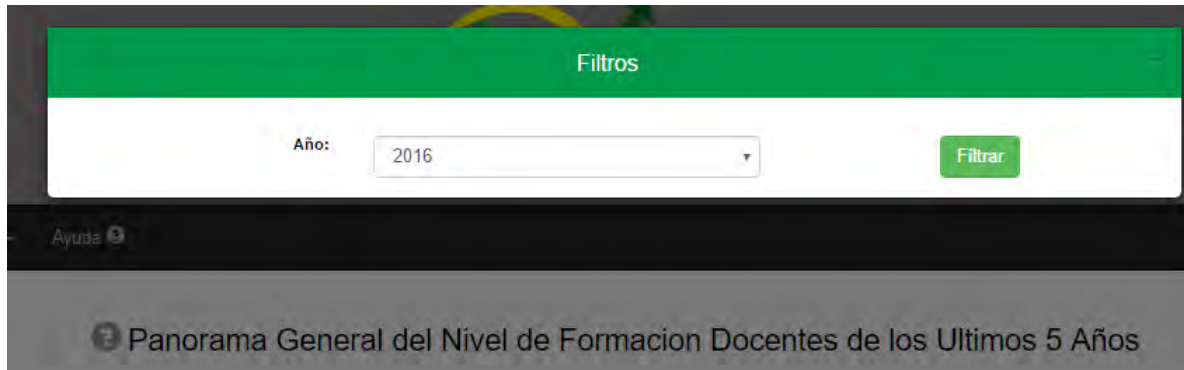 Filtros
Año:
2016
Filtrar
Ayuda
Panorama General del Nivel de Formacion Docentes de los Ultimos 5 Años